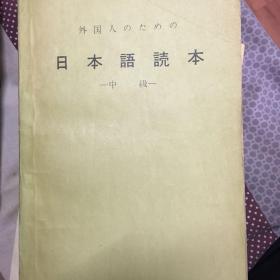 外国人のための
日本語読本
―中　級―